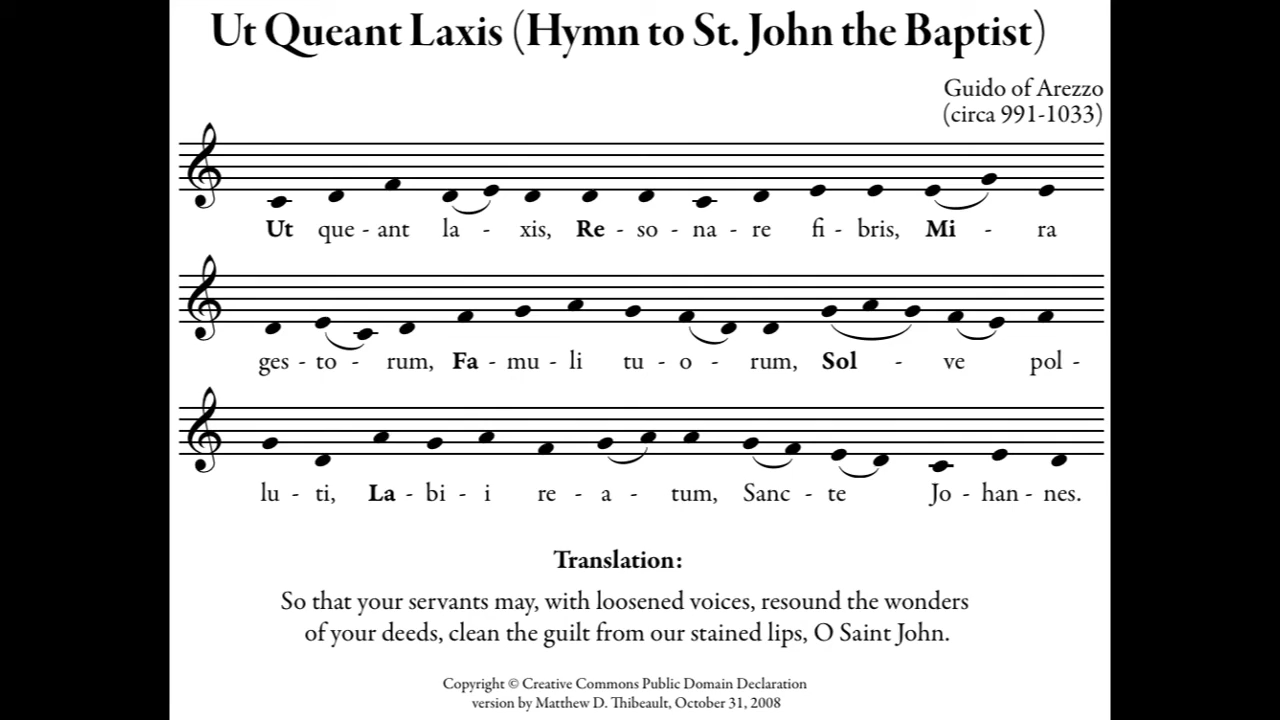 Ut Queant Laxis (Hymn to St. John the Baptist)
Guido of Arezzo
(circa 991-1033)
Ut que - ant la - xis, Re - so - na - re fi - bris, Mi - ra
ges - to - rum, Fa - mu - li tu - o - rum, Sol - ve pol -
lu - ti, La - bi - i re - a - tum, Sanc - te Jo - han - nes.
Translation:
So that your servants may, with loosened voices, resound the wonders
of your deeds, clean the guilt from our stained lips, O Saint John.
Copyright © Creative Commons Public Domain Declaration
version by Matthew D. Thibeault, October 31, 2008